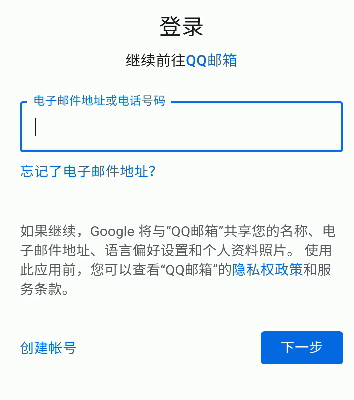 登录
继续前往QQ邮箱
电子邮件地址或电话号码
忘记了电子邮件地址？
如果继续，Google 将与“QQ邮箱”共享您的名称、电
子邮件地址、语言偏好设置和个人资料照片。 使用
此应用前，您可以查看“QQ邮箱”的隐私权政策和服
务条款。
创建帐号
下一步